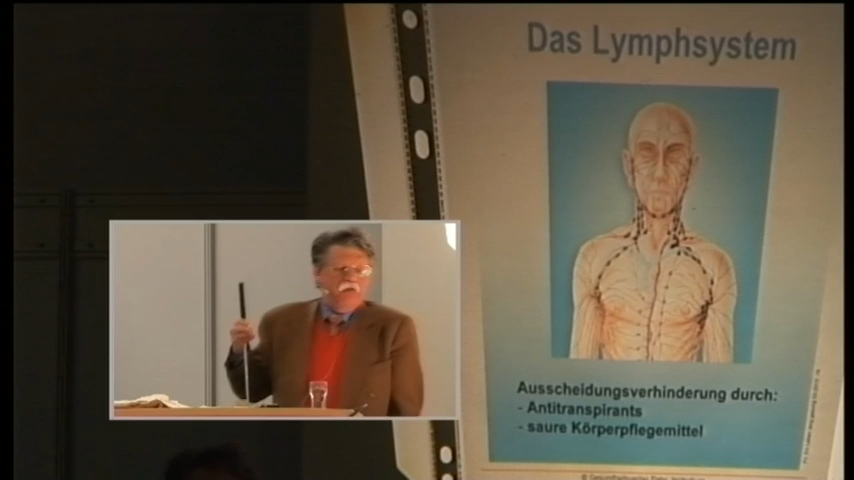 Das Lymphsystem
Ausscheidungsverhinderung durch:
- Antitranspirants
- saure Körperpflegemittel